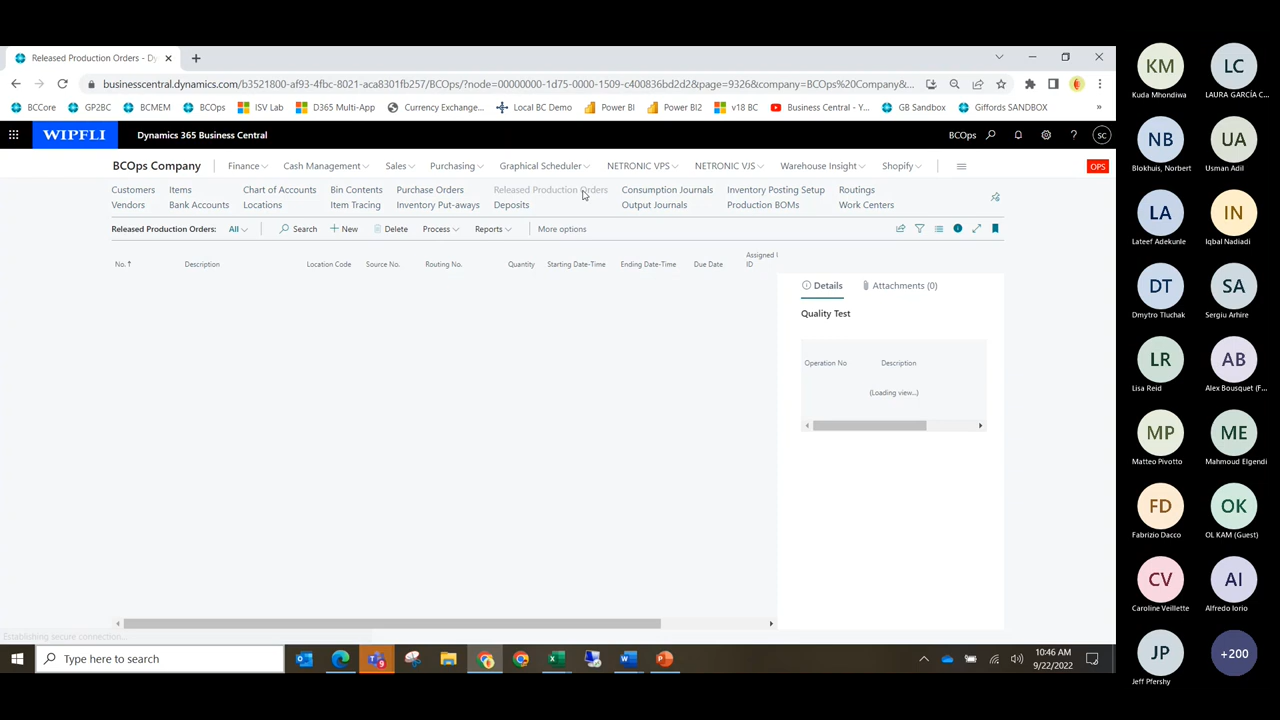 Released Production Orders - Dy
businesscentral.dynamics.com/b3521800-af93-4fbc-8021-aca8301fb257/BCOps/?node=00000000-1d75-0000-1509-c400836bd2d2&page=9326&company=BCOps%20Company&...
BCCore GP2BC BCMEM BCOps ISV Lab D365 Multi-App Currency Exchange... Local BC Demo Power BI Power BI2 v18 BC Business Central - Y... GB Sandbox Giffords SANDBOX »
WIPFLI Dynamics 365 Business Central BCOps ? SC
BCOps Company Finance Cash Management Sales Purchasing Graphical Scheduler NETRONIC VPS NETRONIC VJS Warehouse Insight Shopify OPS
Customers Items Chart of Accounts Bin Contents Purchase Orders Released Production Orders Consumption Journals Inventory Posting Setup Routings
Vendors Bank Accounts Locations Item Tracing Inventory Put-aways Deposits Output Journals Production BOMs Work Centers
Released Production Orders: All Search + New Delete Process Reports More options
No.↑ Description Location Code Source No. Routing No. Quantity Starting Date-Time Ending Date-Time Due Date Assigned U
ID
Details Attachments (0)
Quality Test
Operation No Description
(Loading view...)
Establishing secure connection...
Type here to search
9
10:46 AM
9/22/2022
KM LC
Kuda Mhondiwa LAURA GARCÍA C...
NB UA
Blokhuis, Norbert Usman Adil
LA IN
Lateef Adekunle Iqbal Nadiadi
DT SA
Dmytro Tluchak Sergiu Arhire
LR AB
Lisa Reid Alex Bousquet (F...
MP ME
Matteo Pivotto Mahmoud Elgendi
FD OK
Fabrizio Dacco OL KAM (Guest)
CV AI
Caroline Veillette Alfredo Iorio
JP +200
Jeff Pfershy